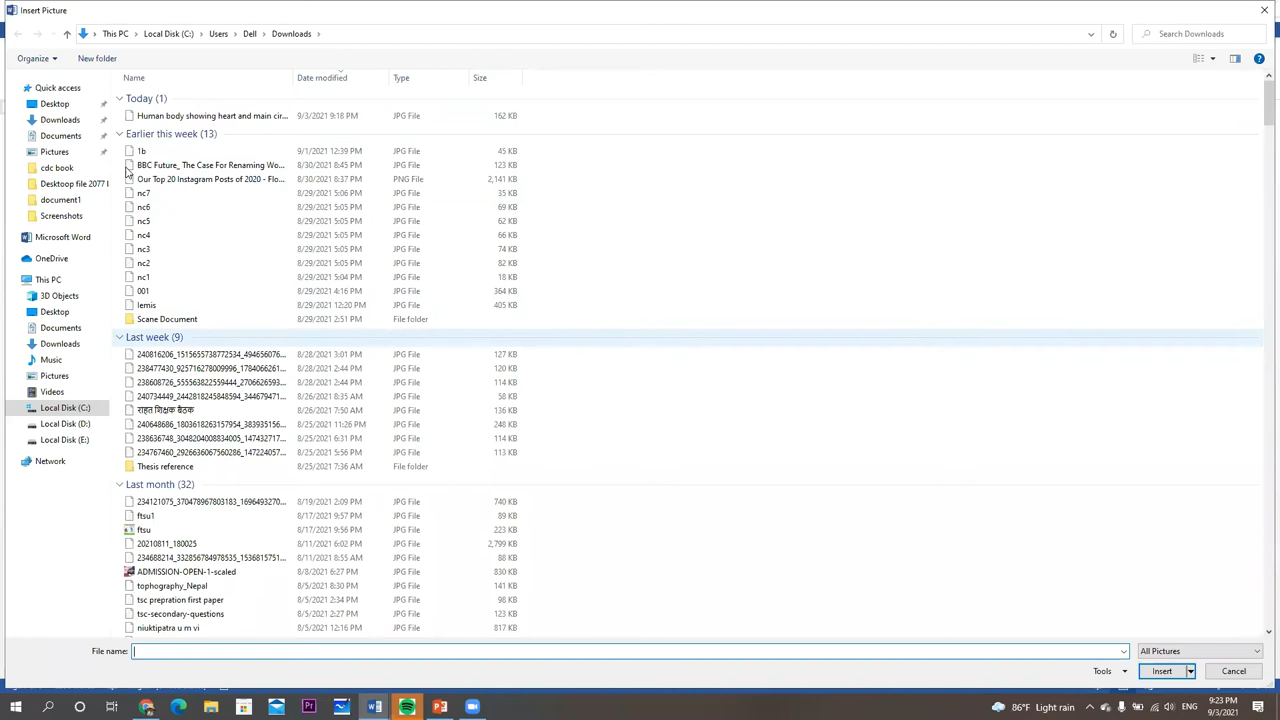 Insert Picture
This PC > Local Disk (C:) > Users > Dell > Downloads >
Search Downloads
Organize
New folder
Name Date modified Type Size
Quick access
Desktop
Downloads
Documents
Pictures
cdc book
Desktoop file 2077 l
document1
Screenshots
Microsoft Word
OneDrive
This PC
3D Objects
Desktop
Documents
Downloads
Music
Pictures
Videos
Local Disk (C:)
Local Disk (D:)
Local Disk (E:)
Network
Today (1)
Human body showing heart and main cir... 9/3/2021 9:18 PM JPG File 162 KB
Earlier this week (13)
1b 9/1/2021 12:39 PM JPG File 45 KB
BBC Future_ The Case For Renaming Wo... 8/30/2021 8:45 PM JPG File 123 KB
Our Top 20 Instagram Posts of 2020 - Flo... 8/30/2021 8:37 PM PNG File 2,141 KB
nc7 8/29/2021 5:06 PM JPG File 35 KB
nc6 8/29/2021 5:05 PM JPG File 69 KB
nc5 8/29/2021 5:05 PM JPG File 62 KB
nc4 8/29/2021 5:05 PM JPG File 66 KB
nc3 8/29/2021 5:05 PM JPG File 74 KB
nc2 8/29/2021 5:05 PM JPG File 82 KB
nc1 8/29/2021 5:04 PM JPG File 18 KB
001 8/29/2021 4:16 PM JPG File 364 KB
lemis 8/29/2021 12:20 PM JPG File 405 KB
Scane Document 8/29/2021 2:51 PM File folder
Last week (9)
240816206_1515655738772534_494656076... 8/28/2021 3:01 PM JPG File 127 KB
238477430_925716278009996_1784066261... 8/28/2021 2:44 PM JPG File 120 KB
238608726_555563822559444_2706626593... 8/28/2021 2:44 PM JPG File 114 KB
240734449_2442818245848594_344679471... 8/26/2021 8:35 AM JPG File 58 KB
राहत शिक्षक बैठक 8/26/2021 7:50 AM JPG File 136 KB
240648686_1803618263157954_383935156... 8/25/2021 11:26 PM JPG File 248 KB
238636748_3048204008834005_147432717... 8/25/2021 6:31 PM JPG File 114 KB
234767460_2926636067560286_147224057... 8/25/2021 5:56 PM JPG File 113 KB
Thesis reference 8/25/2021 7:36 AM File folder
Last month (32)
234121075_370478967803183_1696493270... 8/19/2021 2:09 PM JPG File 740 KB
ftsu1 8/17/2021 9:57 PM JPG File 89 KB
ftsu 8/17/2021 9:56 PM JPG File 223 KB
20210811_180025 8/11/2021 6:02 PM JPG File 2,799 KB
234688214_332856784978535_1536815751... 8/11/2021 8:55 AM JPG File 88 KB
ADMISSION-OPEN-1-scaled 8/8/2021 6:27 PM JPG File 830 KB
tophography_Nepal 8/5/2021 8:30 PM JPG File 141 KB
tsc prepration first paper 8/5/2021 2:34 PM JPG File 98 KB
tsc-secondary-questions 8/5/2021 2:27 PM JPG File 123 KB
niuktipatra u m vi 8/5/2021 12:16 PM JPG File 817 KB
File name:
All Pictures
Tools
Insert
Cancel
86°F Light rain
ENG
9:23 PM
9/3/2021